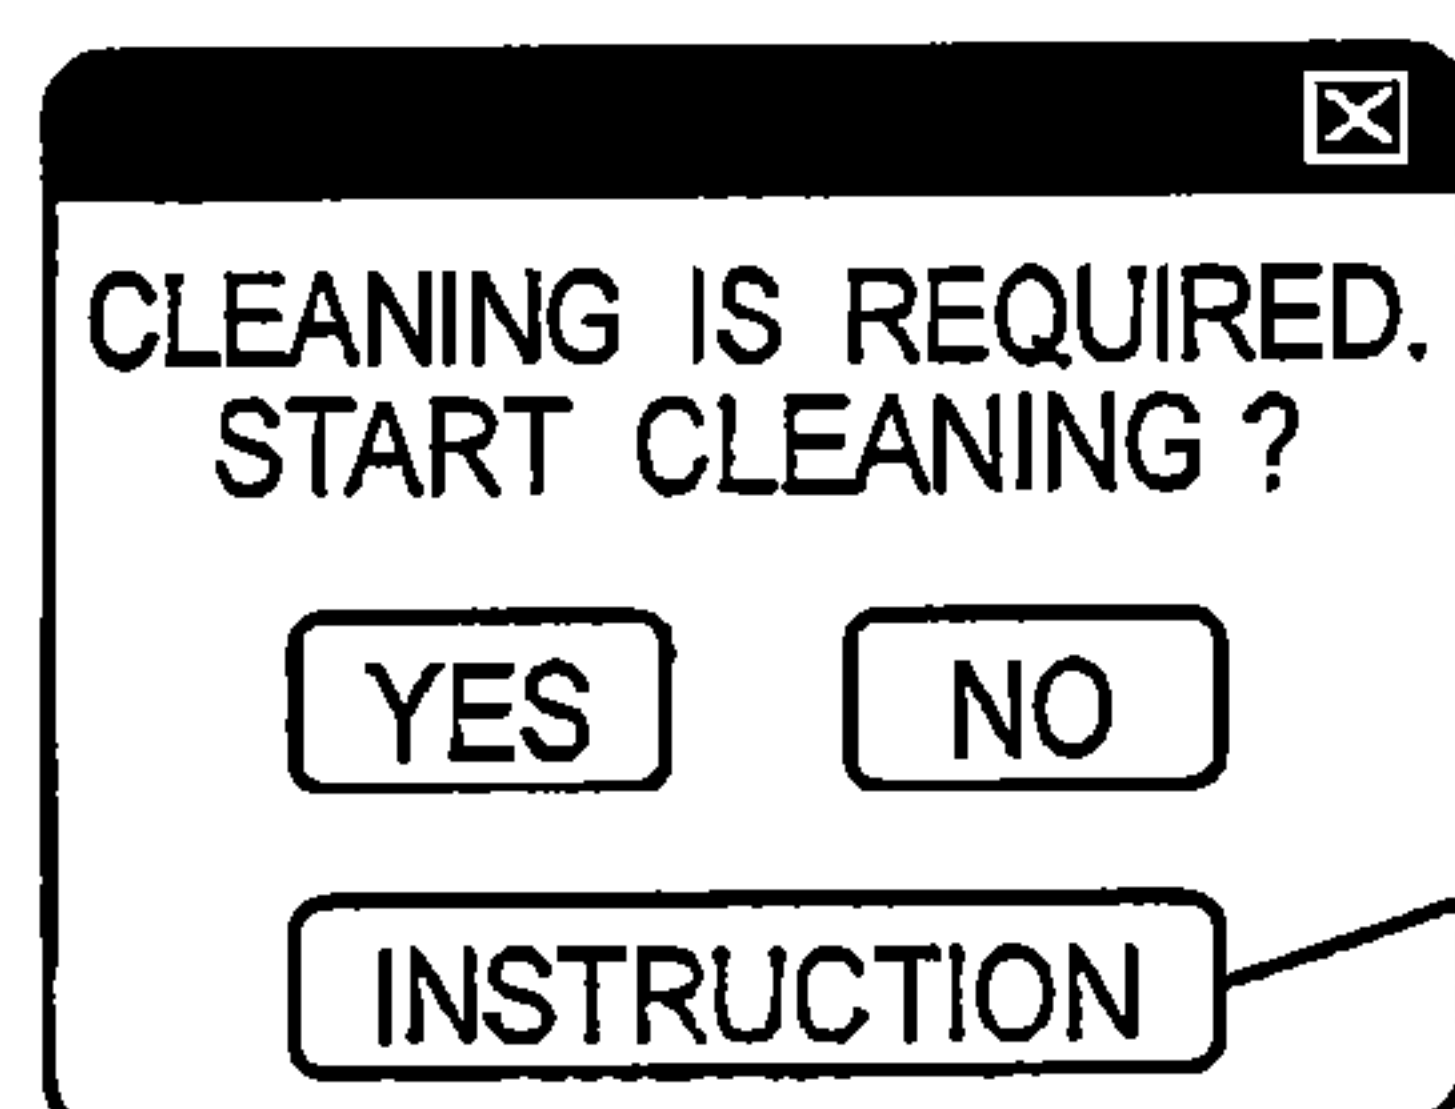 CLEANING IS REQUIRED.
START CLEANING ?
YES NO
INSTRUCTION